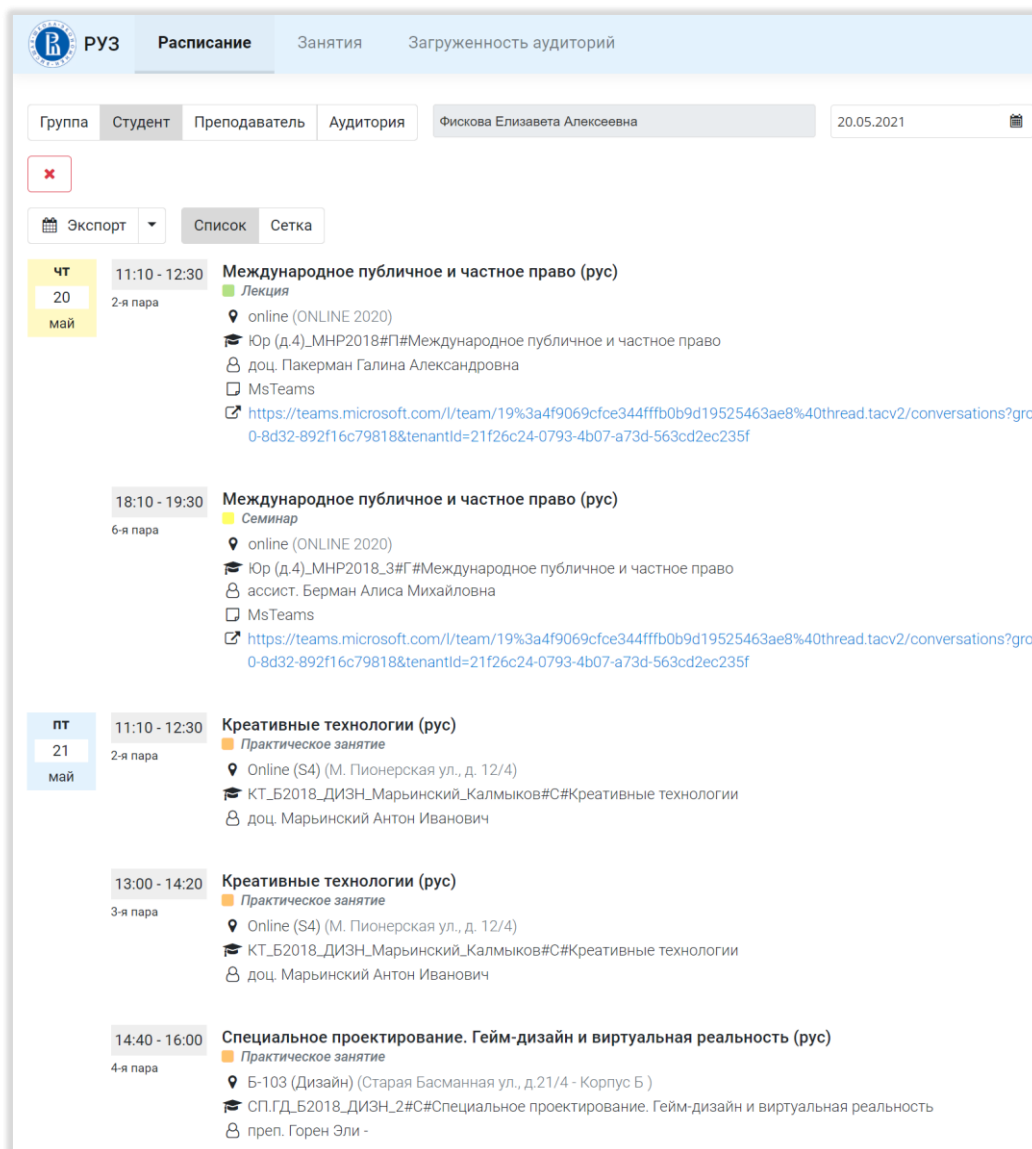 РУЗ Расписание Занятия Загруженность аудиторий
Группа Студент Преподаватель Аудитория Фискова Елизавета Алексеевна 20.05.2021
Экспорт Список Сетка
чт 11:10 - 12:30 Международное публичное и частное право (рус)
20 2-я пара Лекция
май online (ONLINE 2020)
Юр (д.4)_МНР2018#П#Международное публичное и частное право
доц. Пакерман Галина Александровна
MsTeams
https://teams.microsoft.com/l/team/19%3a4f9069cfce344fffb0b9d19525463ae8%40thread.tacv2/conversations?gro
0-8d32-892f16c79818&tenantId=21f26c24-0793-4b07-a73d-563cd2ec235f
18:10 - 19:30 Международное публичное и частное право (рус)
6-я пара Семинар
online (ONLINE 2020)
Юр (д.4)_МНР2018_3#Г#Международное публичное и частное право
ассист. Берман Алиса Михайловна
MsTeams
https://teams.microsoft.com/l/team/19%3a4f9069cfce344fffb0b9d19525463ae8%40thread.tacv2/conversations?gro
0-8d32-892f16c79818&tenantId=21f26c24-0793-4b07-a73d-563cd2ec235f
пт 11:10 - 12:30 Креативные технологии (рус)
21 2-я пара Практическое занятие
май Online (S4) (М. Пионерская ул., д. 12/4)
КТ_Б2018_ДИЗН_Марьинский_Калмыков#С#Креативные технологии
доц. Марьинский Антон Иванович
13:00 - 14:20 Креативные технологии (рус)
3-я пара Практическое занятие
Online (S4) (М. Пионерская ул., д. 12/4)
КТ_Б2018_ДИЗН_Марьинский_Калмыков#С#Креативные технологии
доц. Марьинский Антон Иванович
14:40 - 16:00 Специальное проектирование. Гейм-дизайн и виртуальная реальность (рус)
4-я пара Практическое занятие
Б-103 (Дизайн) (Старая Басманная ул., д.21/4 - Корпус Б )
СП.ГД_Б2018_ДИЗН_2#С#Специальное проектирование. Гейм-дизайн и виртуальная реальность
преп. Горен Эли -